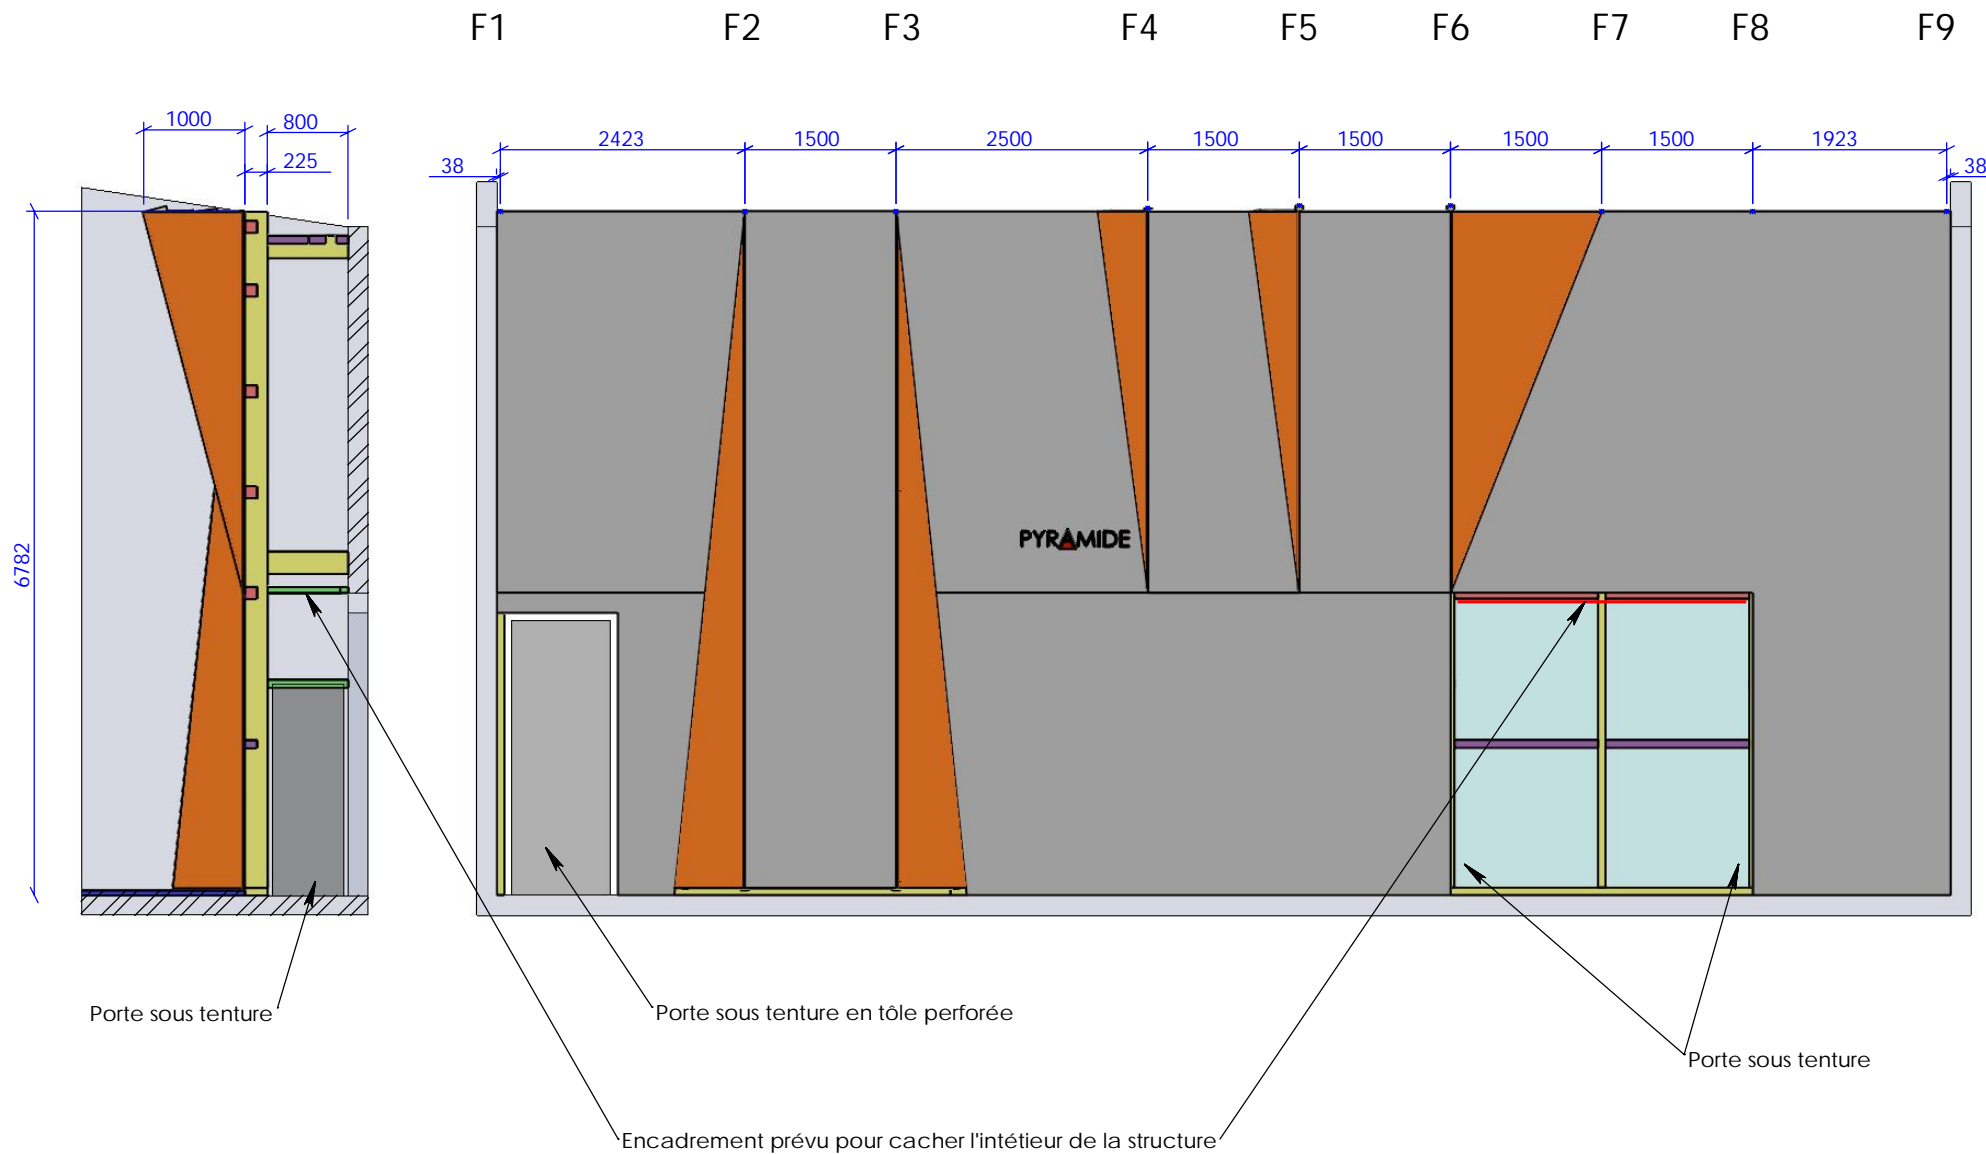 F1 F2 F3 F4 F5 F6 F7 F8 F9
1000 800
225
2423 1500 2500 1500 1500 1500 1500 1923
38 38
6782
PYRAMIDE
Porte sous tenture
Porte sous tenture en tôle perforée
Porte sous tenture
Encadrement prévu pour cacher l'intétieur de la structure